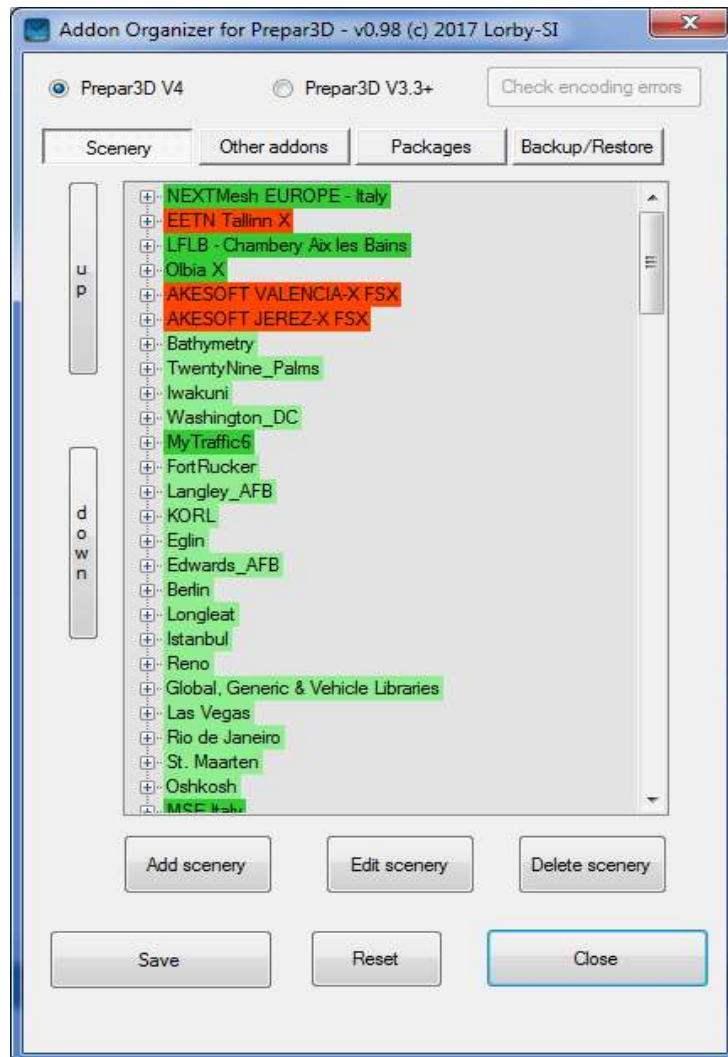 Addon Organizer for Prepar3D - v0.98 (c) 2017 Lorby-SI
Prepar3D V4 Prepar3D V3.3+ Check encoding errors
Scenery Other addons Packages Backup/Restore
up
down
NEXTMesh EUROPE - Italy
EETN Tallinn X
LFLB - Chambery Aix les Bains
Olbia X
AKESOFT VALENCIA-X FSX
AKESOFT JEREZ-X FSX
Bathymetry
TwentyNine_Palms
Iwakuni
Washington_DC
MyTraffic6
FortRucker
Langley_AFB
KORL
Eglin
Edwards_AFB
Berlin
Longleat
Istanbul
Reno
Global, Generic & Vehicle Libraries
Las Vegas
Rio de Janeiro
St. Maarten
Oshkosh
MSE Italy
Add scenery Edit scenery Delete scenery
Save Reset Close